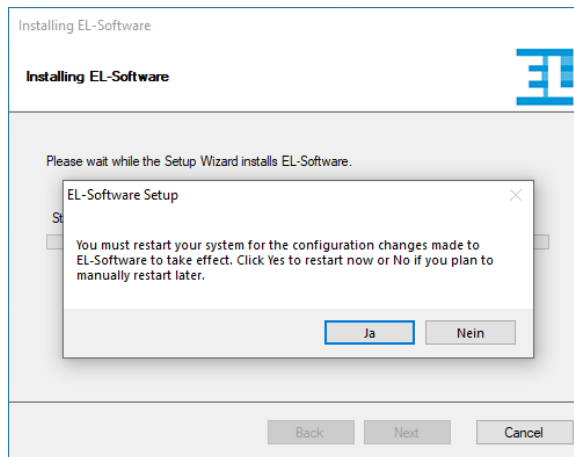 Installing EL-Software
Installing EL-Software
EL
Please wait while the Setup Wizard installs EL-Software.
EL-Software Setup
St
You must restart your system for the configuration changes made to
EL-Software to take effect. Click Yes to restart now or No if you plan to
manually restart later.
Ja
Nein
Back
Next
Cancel